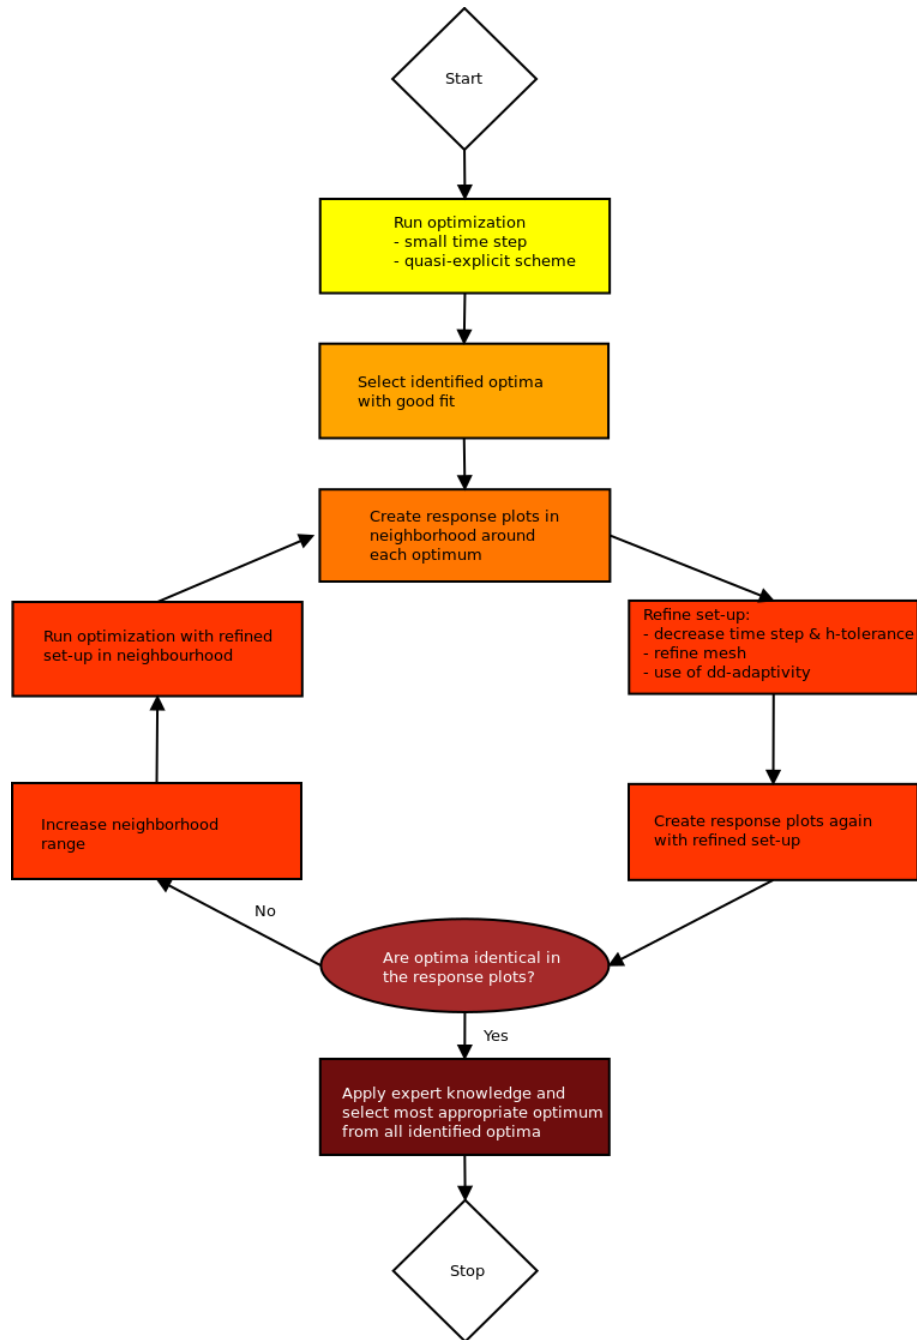 Start
Run optimization
- small time step
- quasi-explicit scheme
Select identified optima
with good fit
Create response plots in
neighborhood around
each optimum
Run optimization with refined
set-up in neighbourhood
Refine set-up:
- decrease time step & h-tolerance
- refine mesh
- use of dd-adaptivity
Increase neighborhood
range
Create response plots again
with refined set-up
No
Are optima identical in
the response plots?
Yes
Apply expert knowledge and
select most appropriate optimum
from all identified optima
Stop